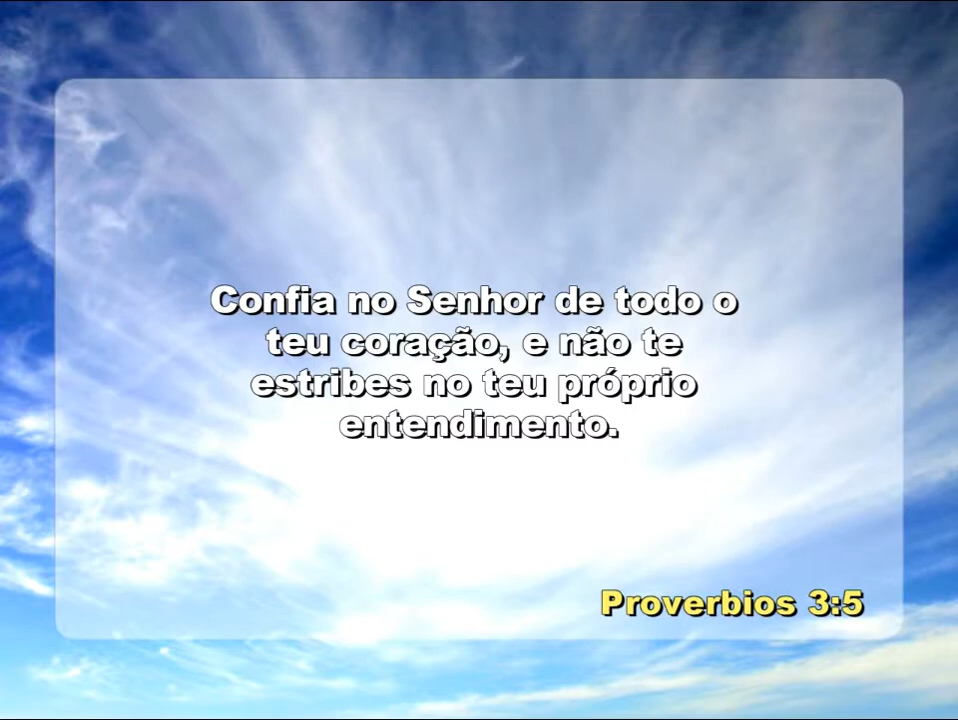 Confia no Senhor de todo o
teu coração, e não te
estribes no teu próprio
entendimento.
Proverbios 3:5